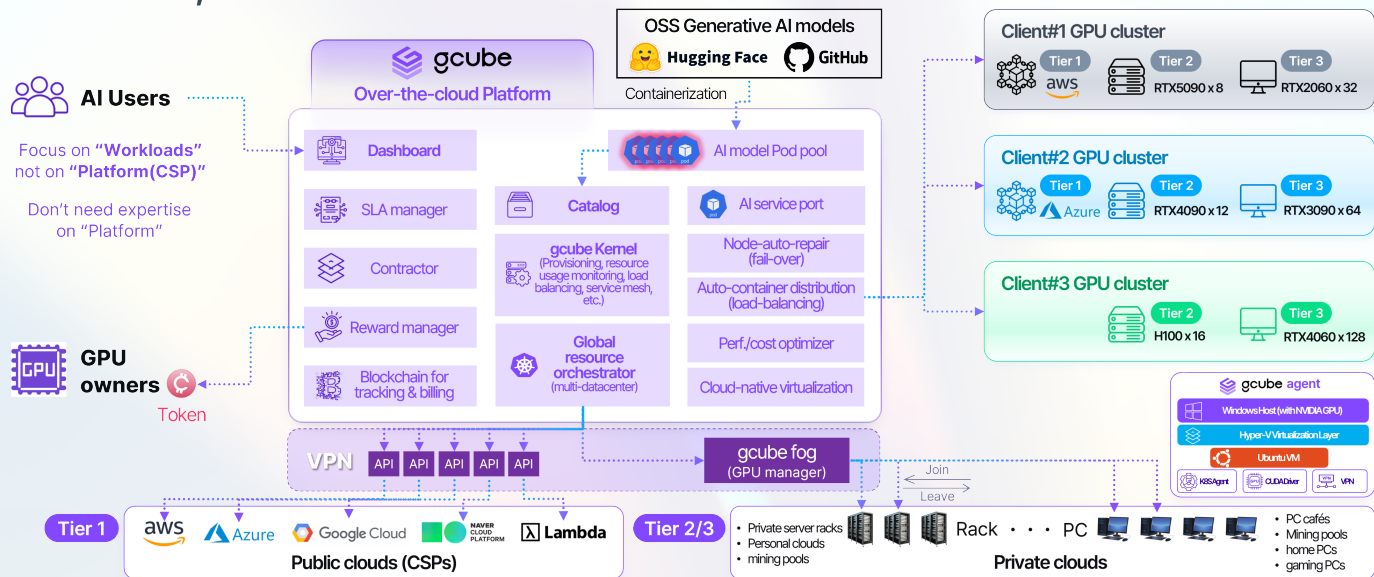 OSS Generative AI models
Hugging Face
GitHub
Containerization
gcube
Over-the-cloud Platform
AI Users
Focus on “Workloads”
not on “Platform(CSP)”
Don’t need expertise
on “Platform”
GPU
GPU
owners
Token
Dashboard
SLA manager
Contractor
Reward manager
Blockchain for
tracking & billing
AI model Pod pool
pod
Catalog
gcube Kernel
(Provisioning, resource
usage monitoring, load
balancing, service mesh,
etc.)
Global
resource
orchestrator
(multi-datacenter)
pod
AI service port
Node-auto-repair
(fail-over)
Auto-container distribution
(load-balancing)
Perf./cost optimizer
Cloud-native virtualization
VPN
API
API
API
API
API
gcube fog
(GPU manager)
Join
Leave
Client#1 GPU cluster
Tier 1
aws
Tier 2
RTX5090 x 8
Tier 3
RTX2060 x 32
Client#2 GPU cluster
Tier 1
Azure
Tier 2
RTX4090 x 12
Tier 3
RTX3090 x 64
Client#3 GPU cluster
Tier 2
H100 x 16
Tier 3
RTX4060 x 128
gcube agent
Windows Host (with NVIDIA GPU)
Hyper-V Virtualization Layer
Ubuntu VM
K8S Agent
CUDA Driver
VPN
Tier 1
aws
Azure
Google Cloud
NAVER
CLOUD
PLATFORM
Lambda
Public clouds (CSPs)
Tier 2/3
• Private server racks
• Personal clouds
• mining pools
Rack · · · PC
Private clouds
• PC cafés
• Mining pools
• home PCs
• gaming PCs